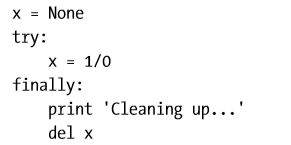 x = None
try:
    x = 1/0
finally:
    print 'Cleaning up...'
    del x